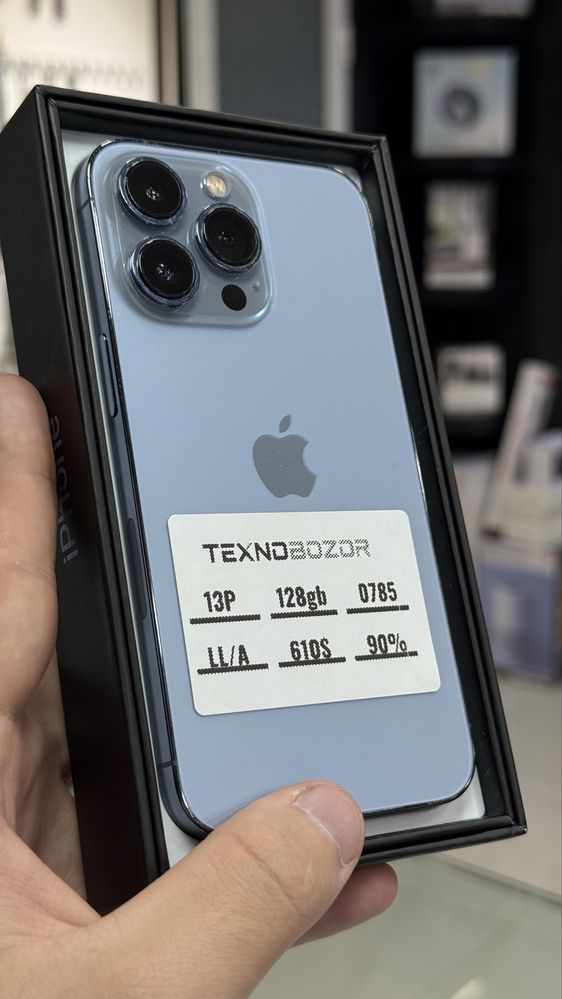 TEXNOBOZOR
13P 128gb 0785
LL/A 610S 90%
iPhone